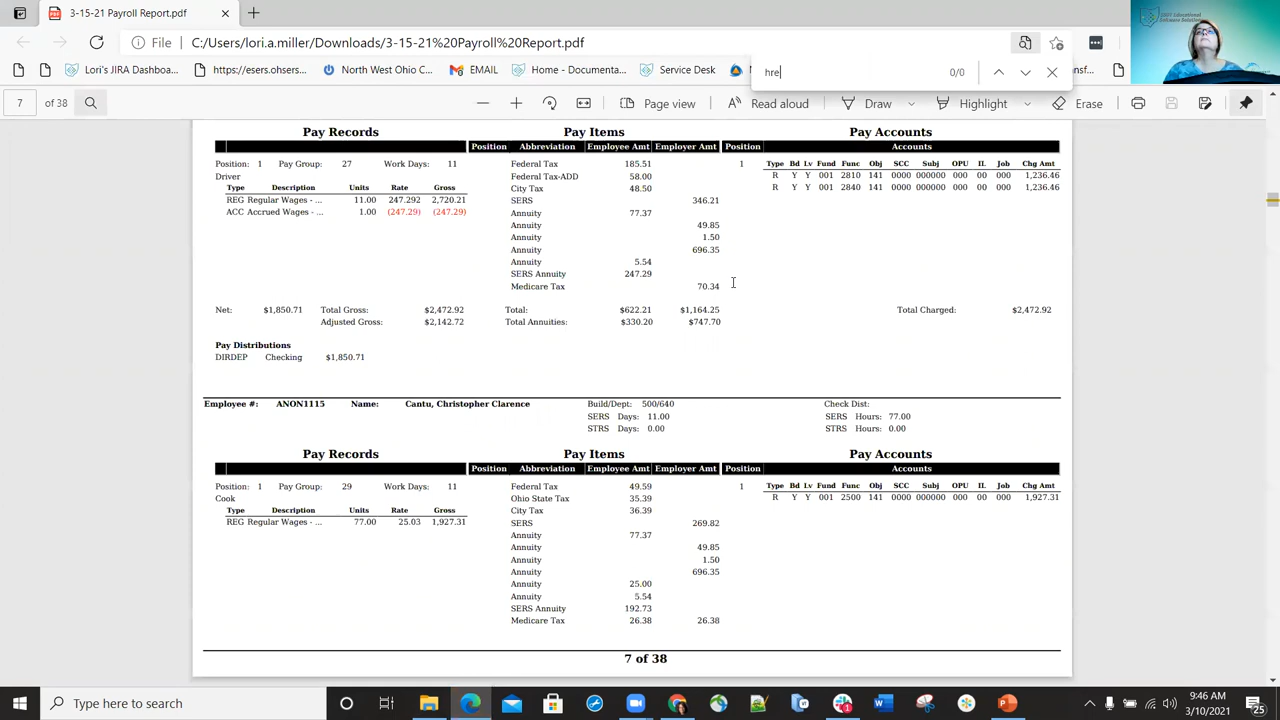 3-15-21 Payroll Report.pdf
File C:/Users/lori.a.miller/Downloads/3-15-21%20Payroll%20Report.pdf
Lori's JIRA Dashboa... https://esers.ohsers... North West Ohio C... EMAIL Home - Documenta... Service Desk
hre 0/0
7 of 38 Page view Read aloud Draw Highlight Erase
Pay Records Pay Items Pay Accounts
Position Abbreviation Employee Amt Employer Amt Position Accounts
Position: 1 Pay Group: 27 Work Days: 11 Federal Tax 185.51 1 Type Bd Lv Fund Func Obj SCC Subj OPU IL Job Chg Amt
Driver Federal Tax-ADD 58.00 R Y Y 001 2810 141 0000 000000 000 00 000 1,236.46
Type Description Units Rate Gross City Tax 48.50 R Y Y 001 2840 141 0000 000000 000 00 000 1,236.46
REG Regular Wages - ... 11.00 247.292 2,720.21 SERS 346.21
ACC Accrued Wages - ... 1.00 (247.29) (247.29) Annuity 77.37
Annuity 49.85
Annuity 1.50
Annuity 696.35
Annuity 5.54
SERS Annuity 247.29
Medicare Tax 70.34
Net: $1,850.71 Total Gross: $2,472.92 Total: $622.21 $1,164.25 Total Charged: $2,472.92
Adjusted Gross: $2,142.72 Total Annuities: $330.20 $747.70
Pay Distributions
DIRDEP Checking $1,850.71
Employee #: ANON1115 Name: Cantu, Christopher Clarence Build/Dept: 500/640 Check Dist:
SERS Days: 11.00 SERS Hours: 77.00
STRS Days: 0.00 STRS Hours: 0.00
Pay Records Pay Items Pay Accounts
Position Abbreviation Employee Amt Employer Amt Position Accounts
Position: 1 Pay Group: 29 Work Days: 11 Federal Tax 49.59 1 Type Bd Lv Fund Func Obj SCC Subj OPU IL Job Chg Amt
Cook Ohio State Tax 35.39 R Y Y 001 2500 141 0000 000000 000 00 000 1,927.31
Type Description Units Rate Gross City Tax 36.39
REG Regular Wages - ... 77.00 25.03 1,927.31 SERS 269.82
Annuity 77.37
Annuity 49.85
Annuity 1.50
Annuity 696.35
Annuity 25.00
Annuity 5.54
SERS Annuity 192.73
Medicare Tax 26.38 26.38
7 of 38
Type here to search
9:46 AM
3/10/2021
25